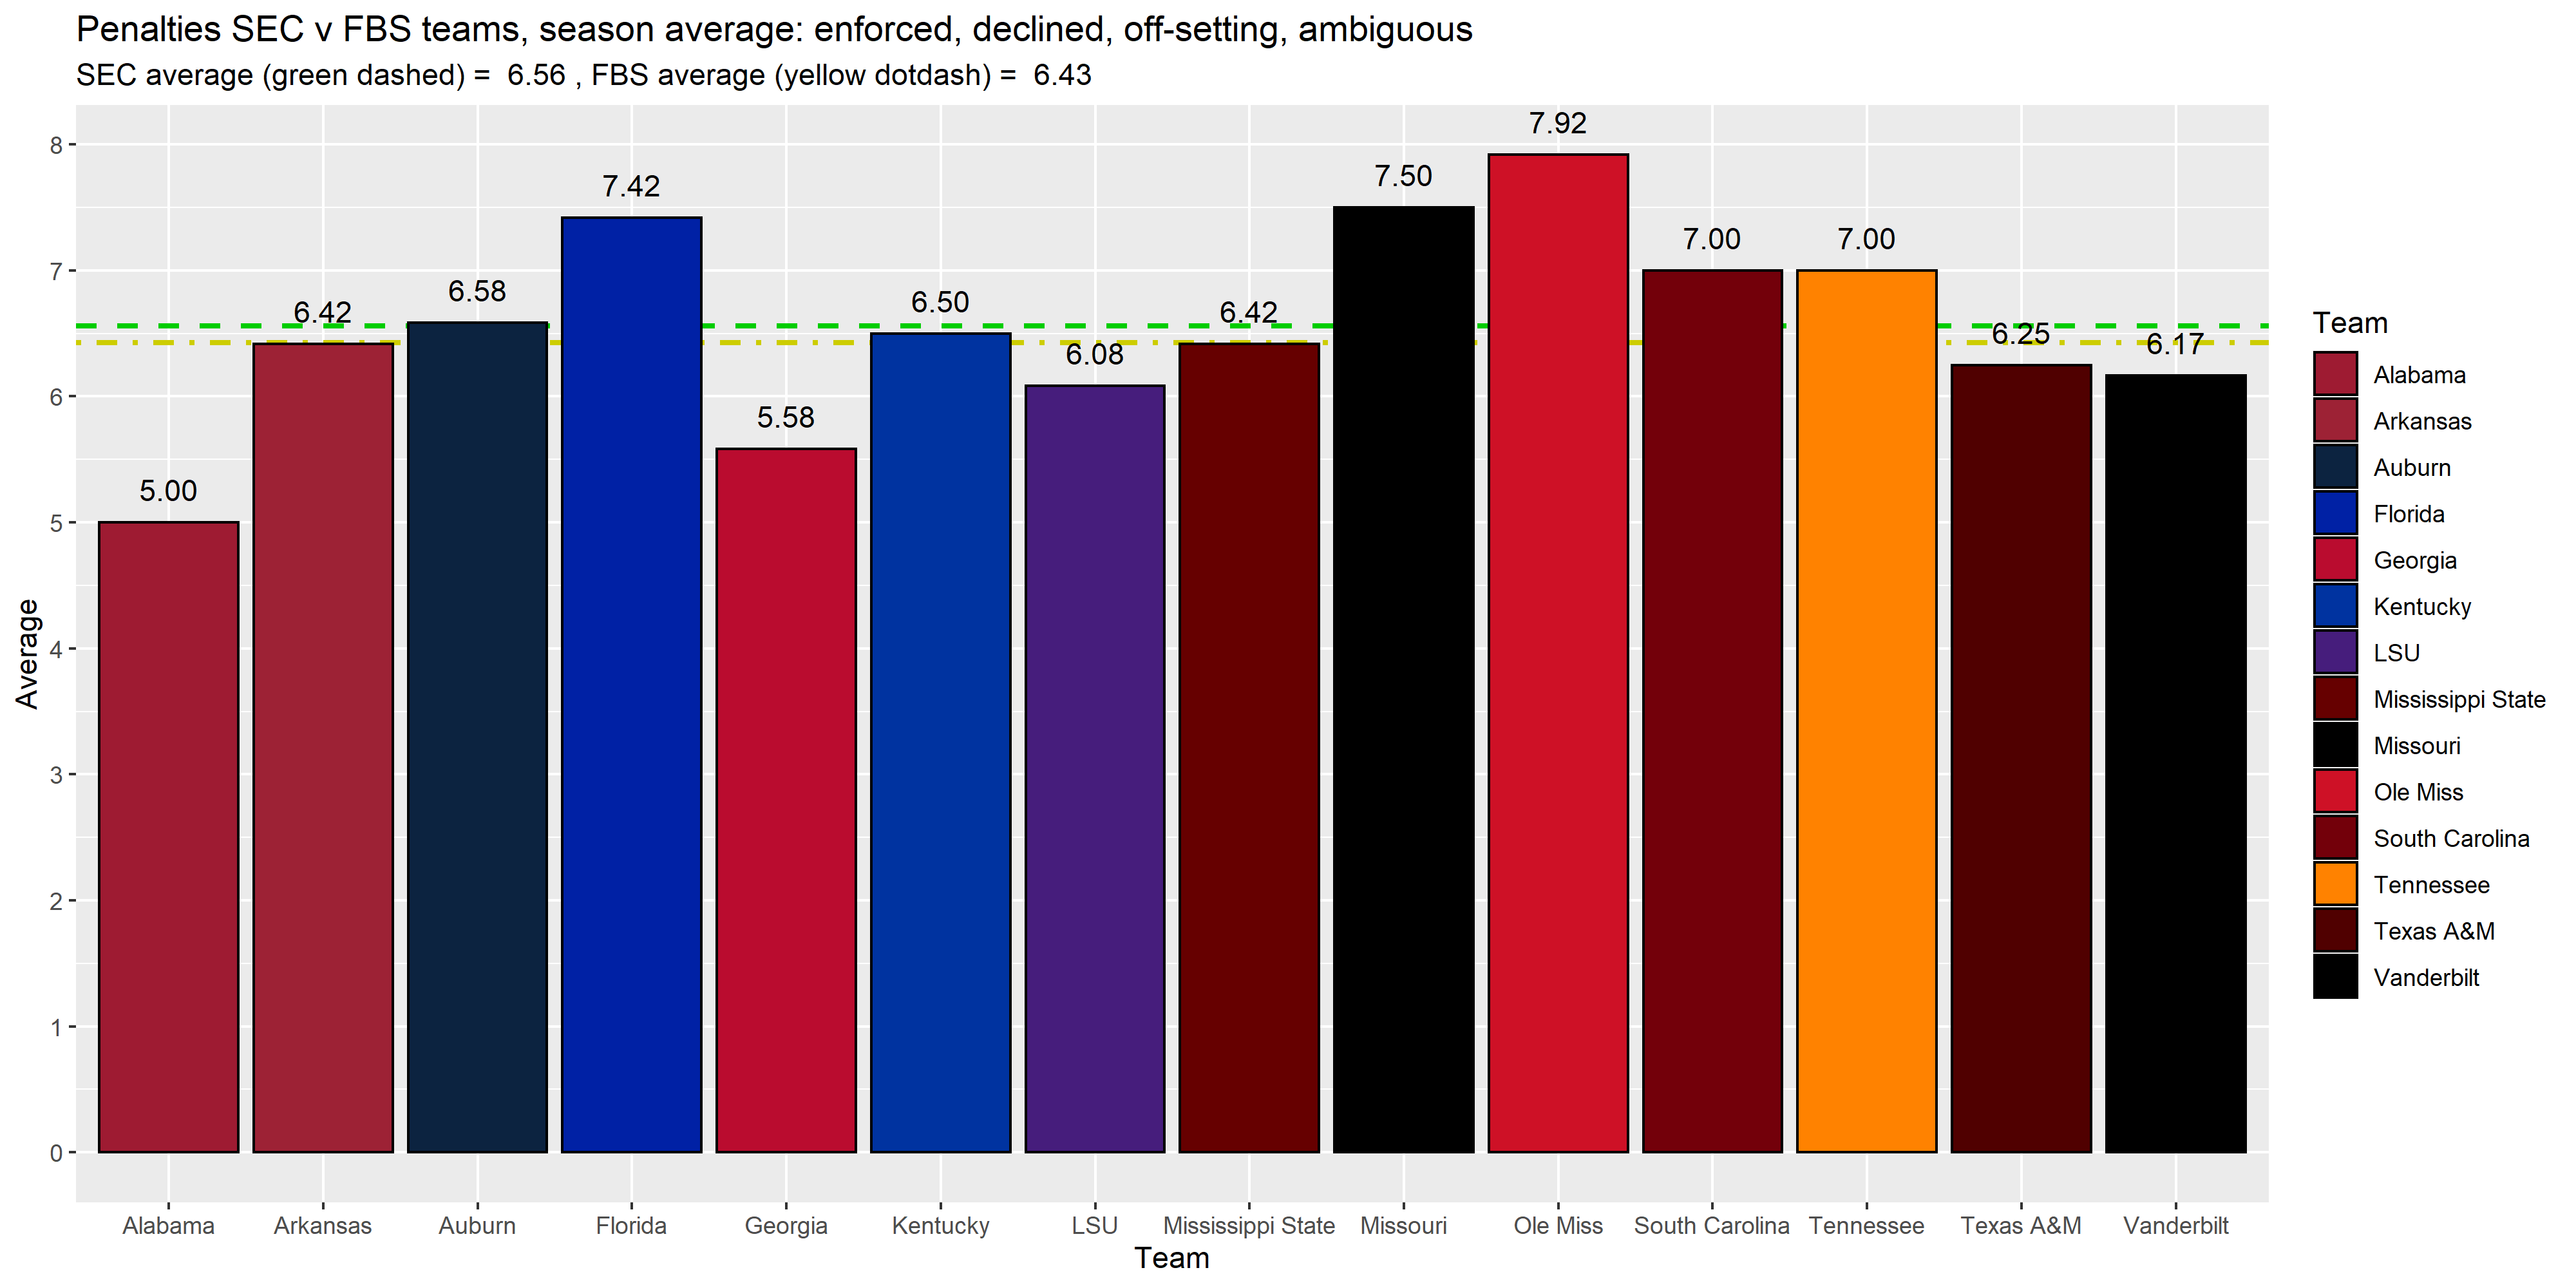 Penalties SEC v FBS teams, season average: enforced, declined, off-setting, ambiguous
SEC average (green dashed) =  6.56 , FBS average (yellow dotdash) =  6.43
7.92
8
7.50
7.42
7.00
7.00
7
6.58
6.50
6.42
6.42
6.25
6.17
6.08
6
5.58
5.00
5
4
3
2
1
0
Average
Alabama
Arkansas
Auburn
Florida
Georgia
Kentucky
LSU
Mississippi State
Missouri
Ole Miss
South Carolina
Tennessee
Texas A&M
Vanderbilt
Team
Team
Alabama
Arkansas
Auburn
Florida
Georgia
Kentucky
LSU
Mississippi State
Missouri
Ole Miss
South Carolina
Tennessee
Texas A&M
Vanderbilt